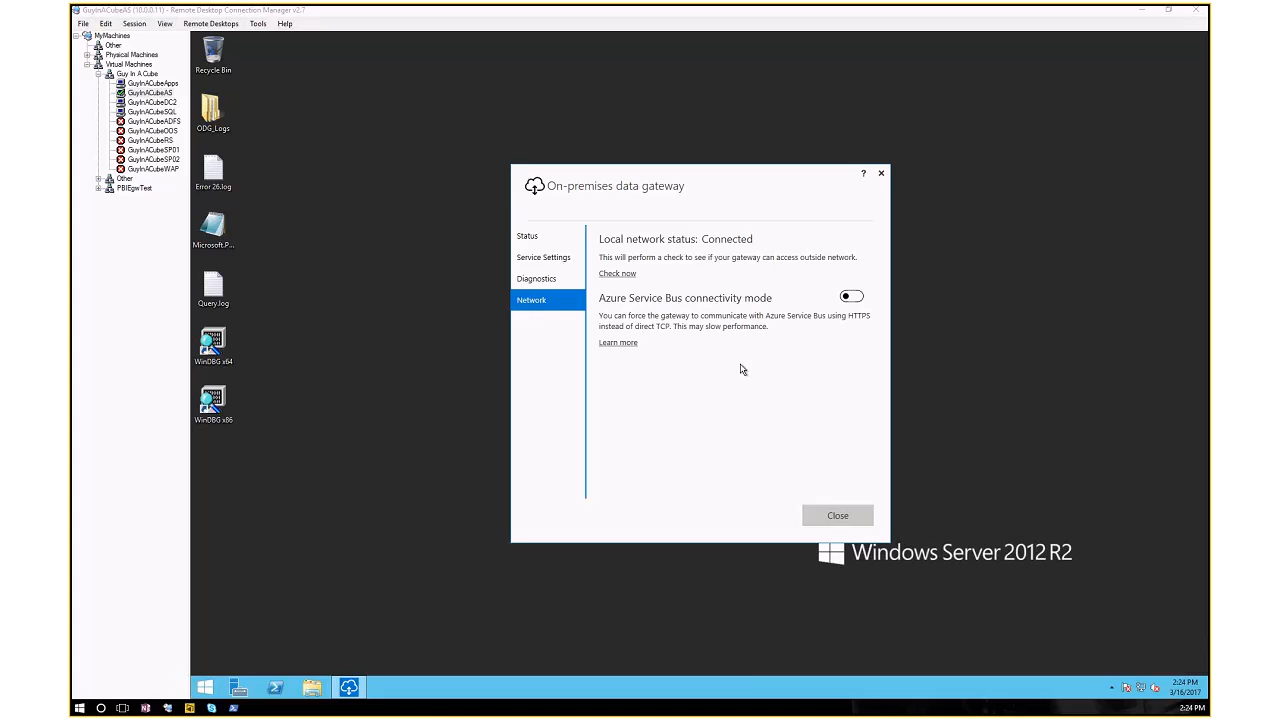 GuyInACubeAS (10.0.0.11) - Remote Desktop Connection Manager v2.7
File Edit Session View Remote Desktops Tools Help
MyMachines
Other
Physical Machines
Virtual Machines
Guy In A Cube
GuyInACubeApps
GuyInACubeAS
GuyInACubeDC2
GuyInACubeSQL
GuyInACubeADFS
GuyInACubeOOS
GuyInACubeRS
GuyInACubeSP01
GuyInACubeSP02
GuyInACubeWAP
Other
PBIEgwTest
Recycle Bin
ODG_Logs
Error 26.log
Microsoft.P...
Query.log
WinDBG x64
WinDBG x86
On-premises data gateway
?
Status
Service Settings
Diagnostics
Network
Local network status: Connected
This will perform a check to see if your gateway can access outside network.
Check now
Azure Service Bus connectivity mode
You can force the gateway to communicate with Azure Service Bus using HTTPS
instead of direct TCP. This may slow performance.
Learn more
Close
Windows Server 2012 R2
2:24 PM
3/16/2017
2:24 PM